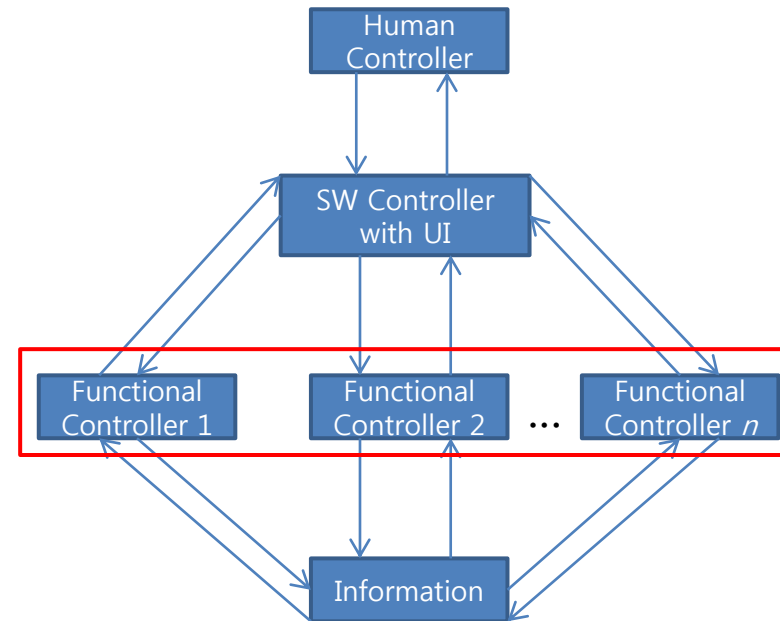 Human
Controller
SW Controller
with UI
Functional
Controller 1
Functional
Controller 2
...
Functional
Controller n
Information